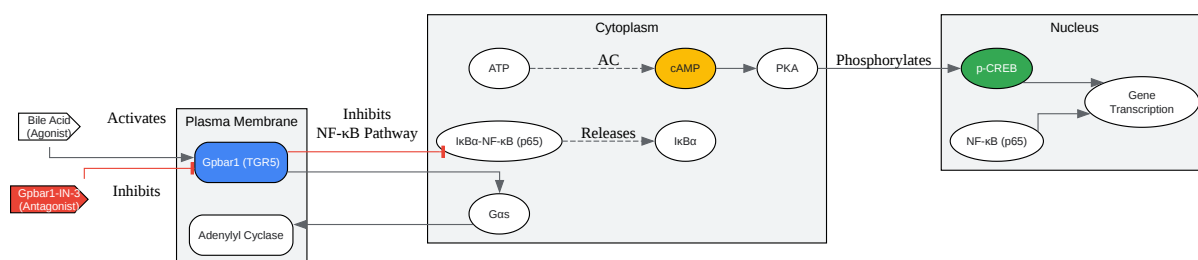 Cytoplasm
Nucleus
ATP
AC
cAMP
PKA
Phosphorylates
p-CREB
Gene
Transcription
Bile Acid
(Agonist)
Activates
Plasma Membrane
Inhibits
NF-κB Pathway
IκBα-NF-κB (p65)
Releases
IκBα
NF-κB (p65)
Gpbar1 (TGR5)
Gpbar1-IN-3
(Antagonist)
Inhibits
Gαs
Adenylyl Cyclase